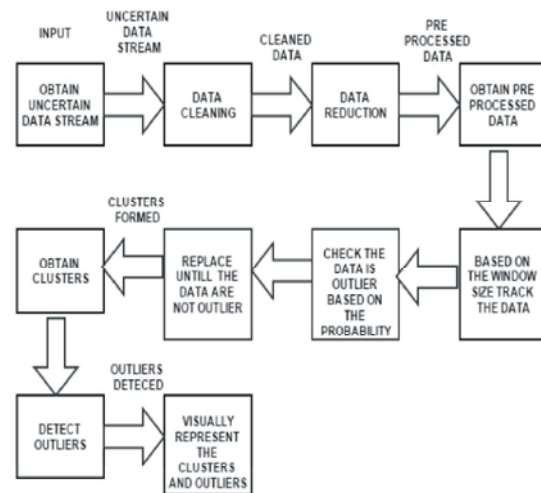 INPUT
UNCERTAIN
DATA
STREAM
CLEANED
DATA
PRE
PROCESSED
DATA
OBTAIN
UNCERTAIN
DATA STREAM
DATA
CLEANING
DATA
REDUCTION
OBTAIN PRE
PROCESSED
DATA
BASED ON
THE WINDOW
SIZE TRACK
THE DATA
CHECK THE
DATA IS
OUTLIER
BASED ON
THE
PROBABILITY
REPLACE
UNTILL THE
DATA ARE
NOT OUTLIER
CLUSTERS
FORMED
OBTAIN
CLUSTERS
DETECT
OUTLIERS
OUTLIERS
DETECED
VISUALLY
REPRESENT
THE
CLUSTERS
AND OUTLIERS